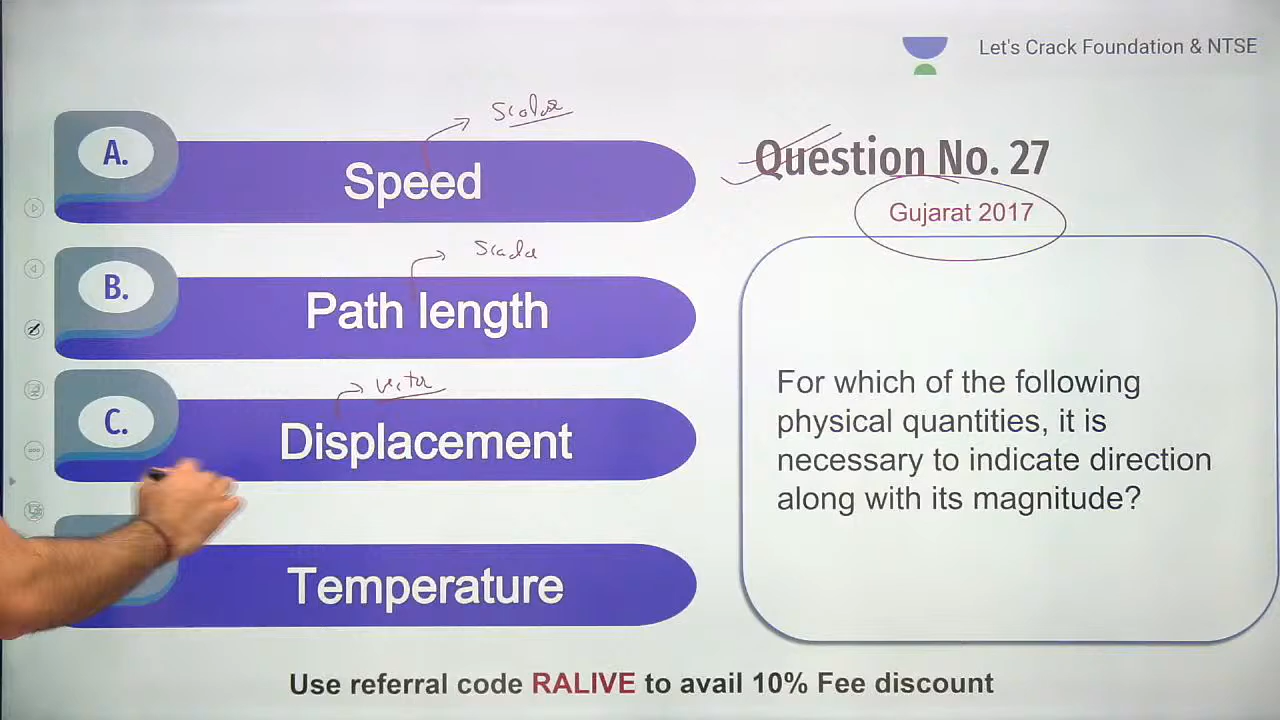 Let's Crack Foundation & NTSE
A.
Speed
Scalar
B.
Path length
Scala
C.
Displacement
vector
Temperature
Question No. 27
Gujarat 2017
For which of the following
physical quantities, it is
necessary to indicate direction
along with its magnitude?
Use referral code RALIVE to avail 10% Fee discount